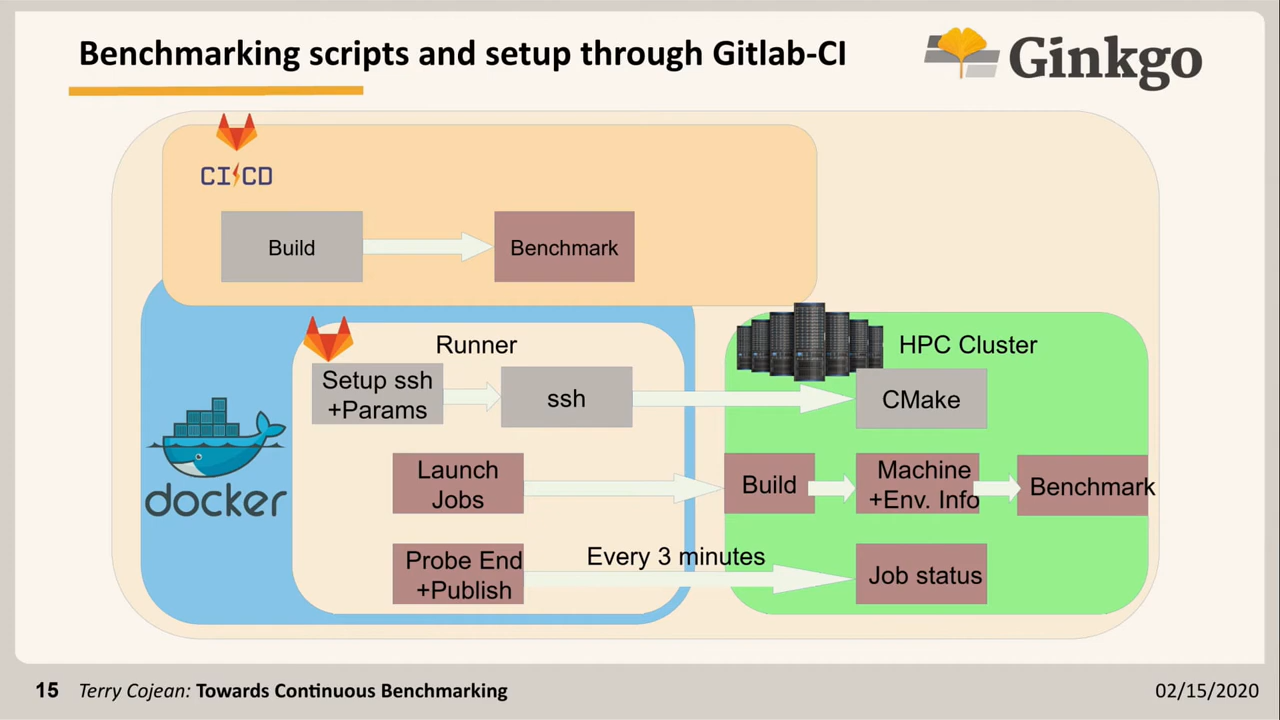 Benchmarking scripts and setup through Gitlab-CI
Ginkgo
CI/CD
Build
Benchmark
Runner
HPC Cluster
Setup ssh
+Params
ssh
CMake
docker
Launch
Jobs
Build
Machine
+Env. Info
Benchmark
Probe End
+Publish
Every 3 minutes
Job status
15 Terry Cojean: Towards Continuous Benchmarking
02/15/2020